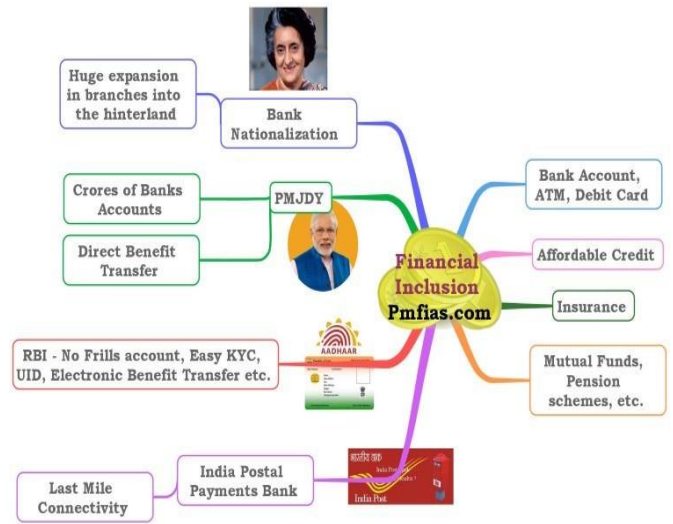 Huge expansion
in branches into
the hinterland
Bank
Nationalization
Crores of Banks
Accounts
PMJDY
Direct Benefit
Transfer
RBI - No Frills account, Easy KYC,
UID, Electronic Benefit Transfer etc.
AADHAAR
Last Mile
Connectivity
India Postal
Payments Bank
India Post
Financial
Inclusion
Pmfias.com
Bank Account,
ATM, Debit Card
Affordable Credit
Insurance
Mutual Funds,
Pension
schemes, etc.